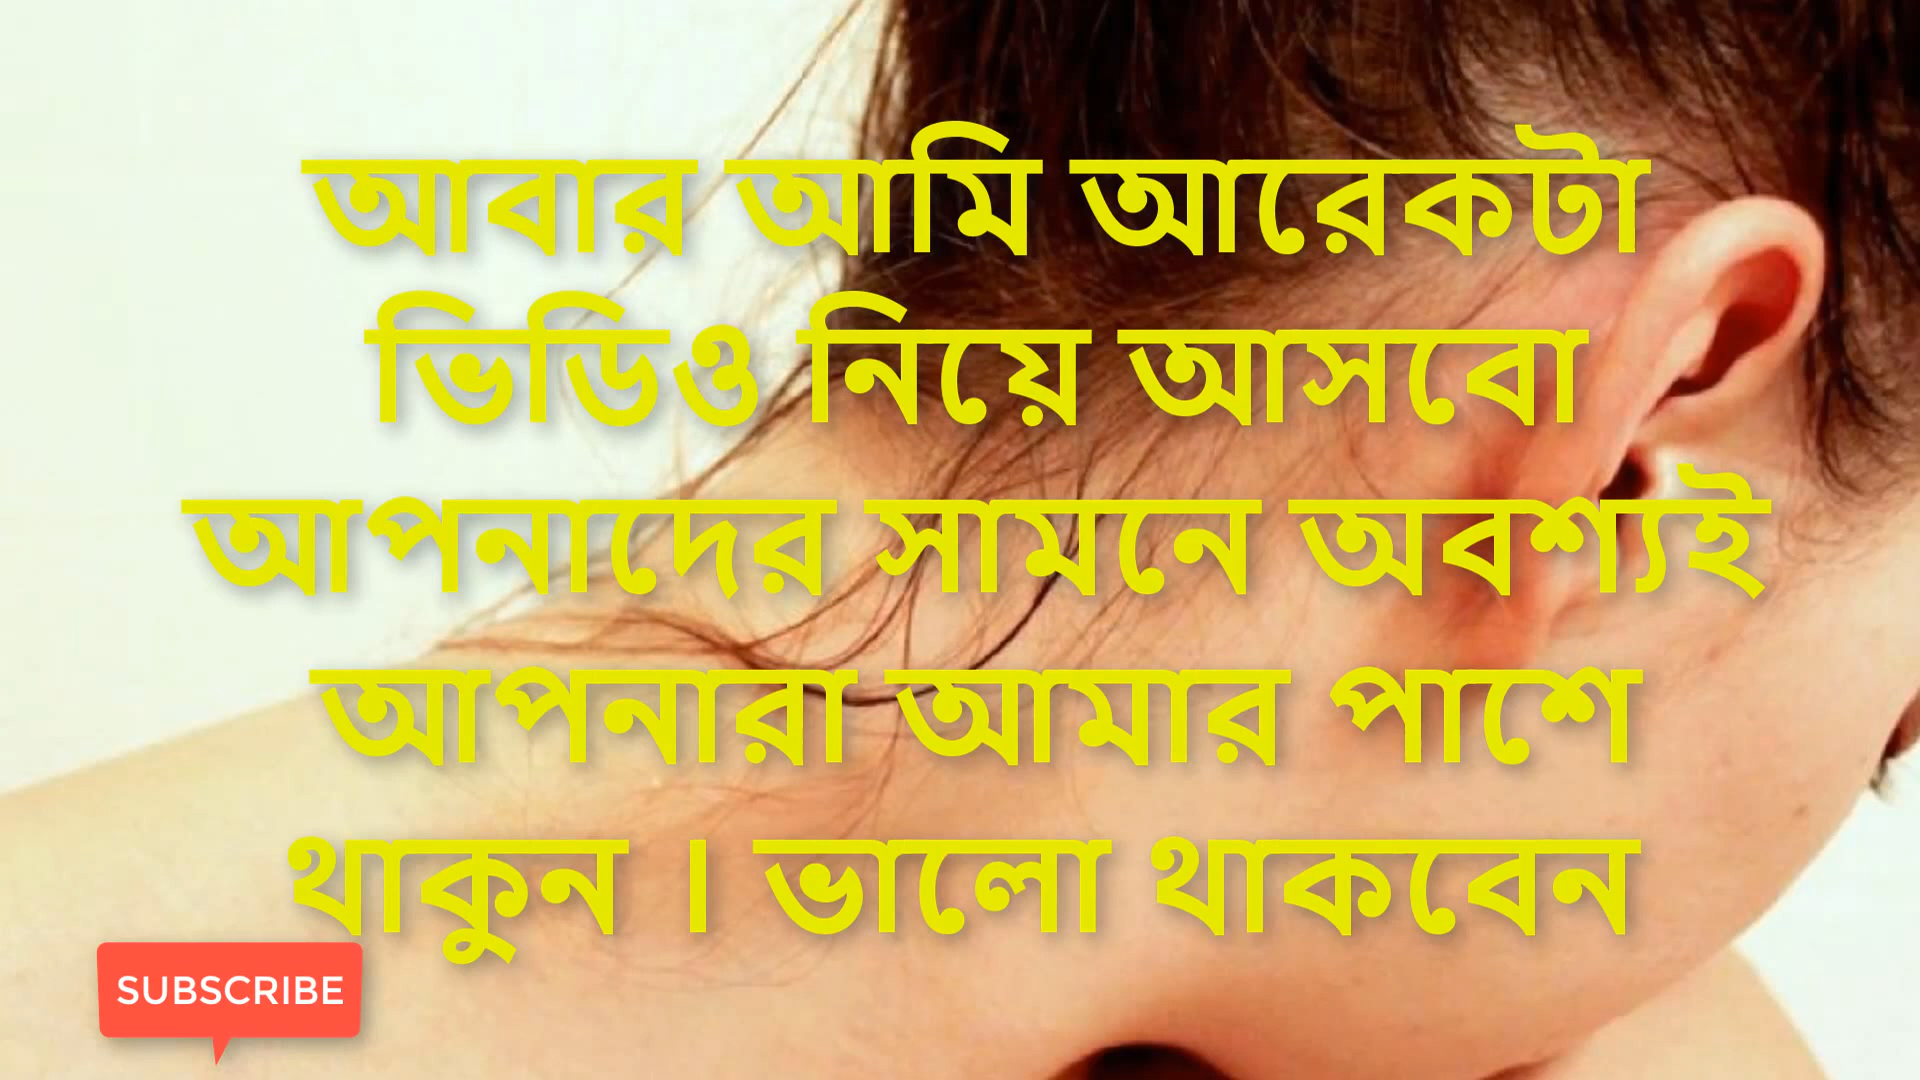 আবার আমি আরেকটা
ভিডিও নিয়ে আসবো
আপনাদের সামনে অবশ্যই
আপনারা আমার পাশে
থাকুন । ভালো থাকবেন
SUBSCRIBE